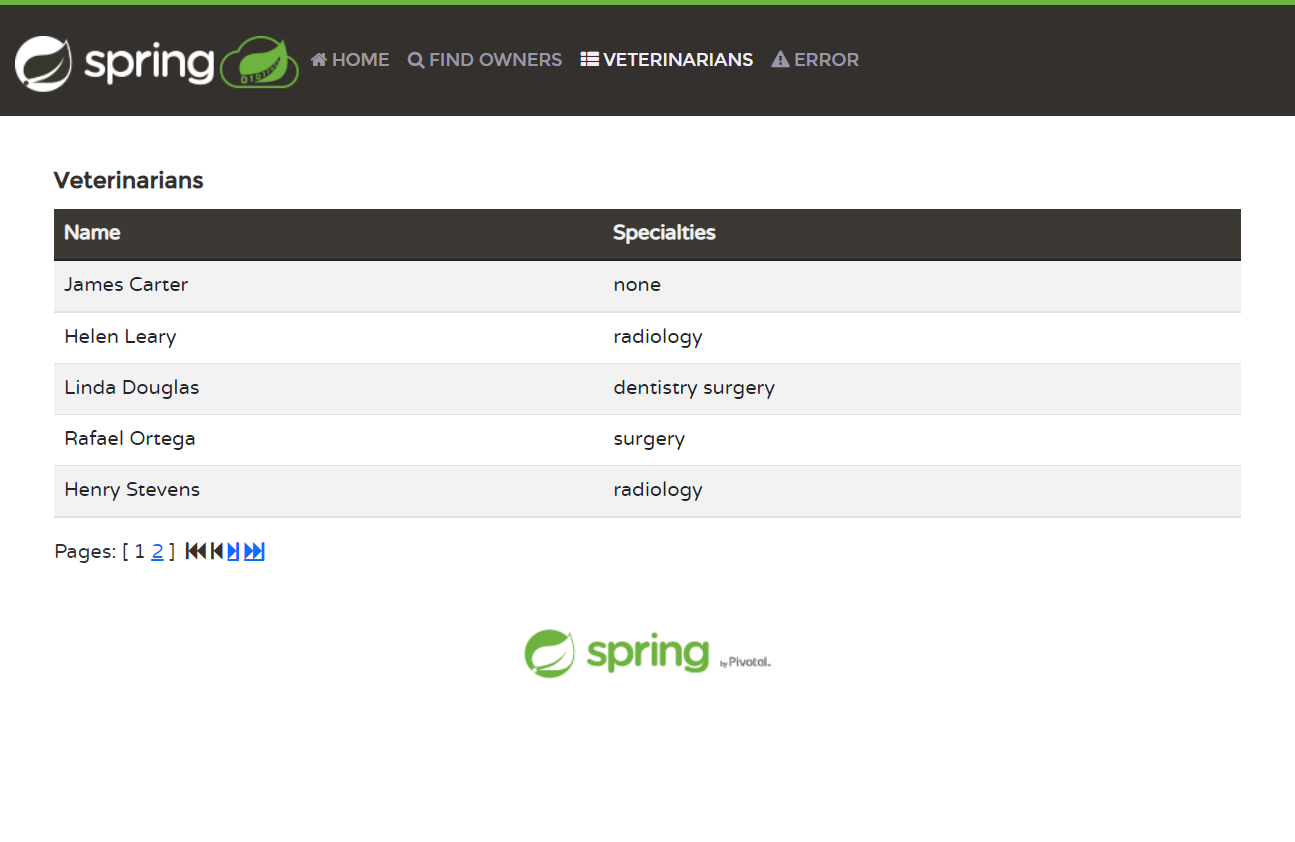 spring HOME FIND OWNERS VETERINARIANS ERROR
Veterinarians
Name Specialties
James Carter none
Helen Leary radiology
Linda Douglas dentistry surgery
Rafael Ortega surgery
Henry Stevens radiology
Pages: [ 1 2 ]
spring by Pivotal.